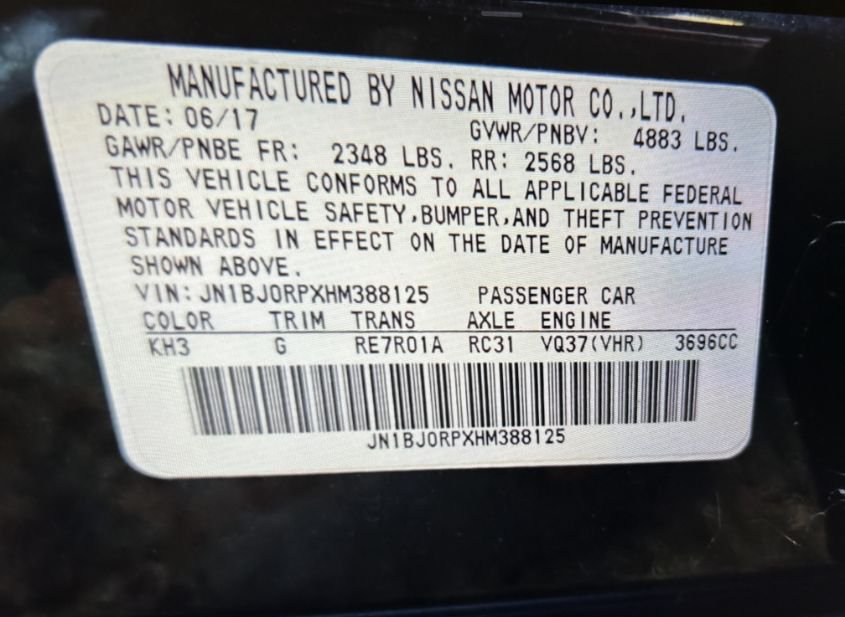 MANUFACTURED BY NISSAN MOTOR CO.,LTD.
DATE: 06/17 GVWR/PNBV: 4883 LBS.
GAWR/PNBE FR: 2348 LBS. RR: 2568 LBS.
THIS VEHICLE CONFORMS TO ALL APPLICABLE FEDERAL
MOTOR VEHICLE SAFETY,BUMPER,AND THEFT PREVENTION
STANDARDS IN EFFECT ON THE DATE OF MANUFACTURE
SHOWN ABOVE.
VIN: JN1BJ0RPXHM388125 PASSENGER CAR
COLOR TRIM TRANS AXLE ENGINE
KH3 G RE7R01A RC31 VQ37(VHR) 3696CC
JN1BJ0RPXHM388125